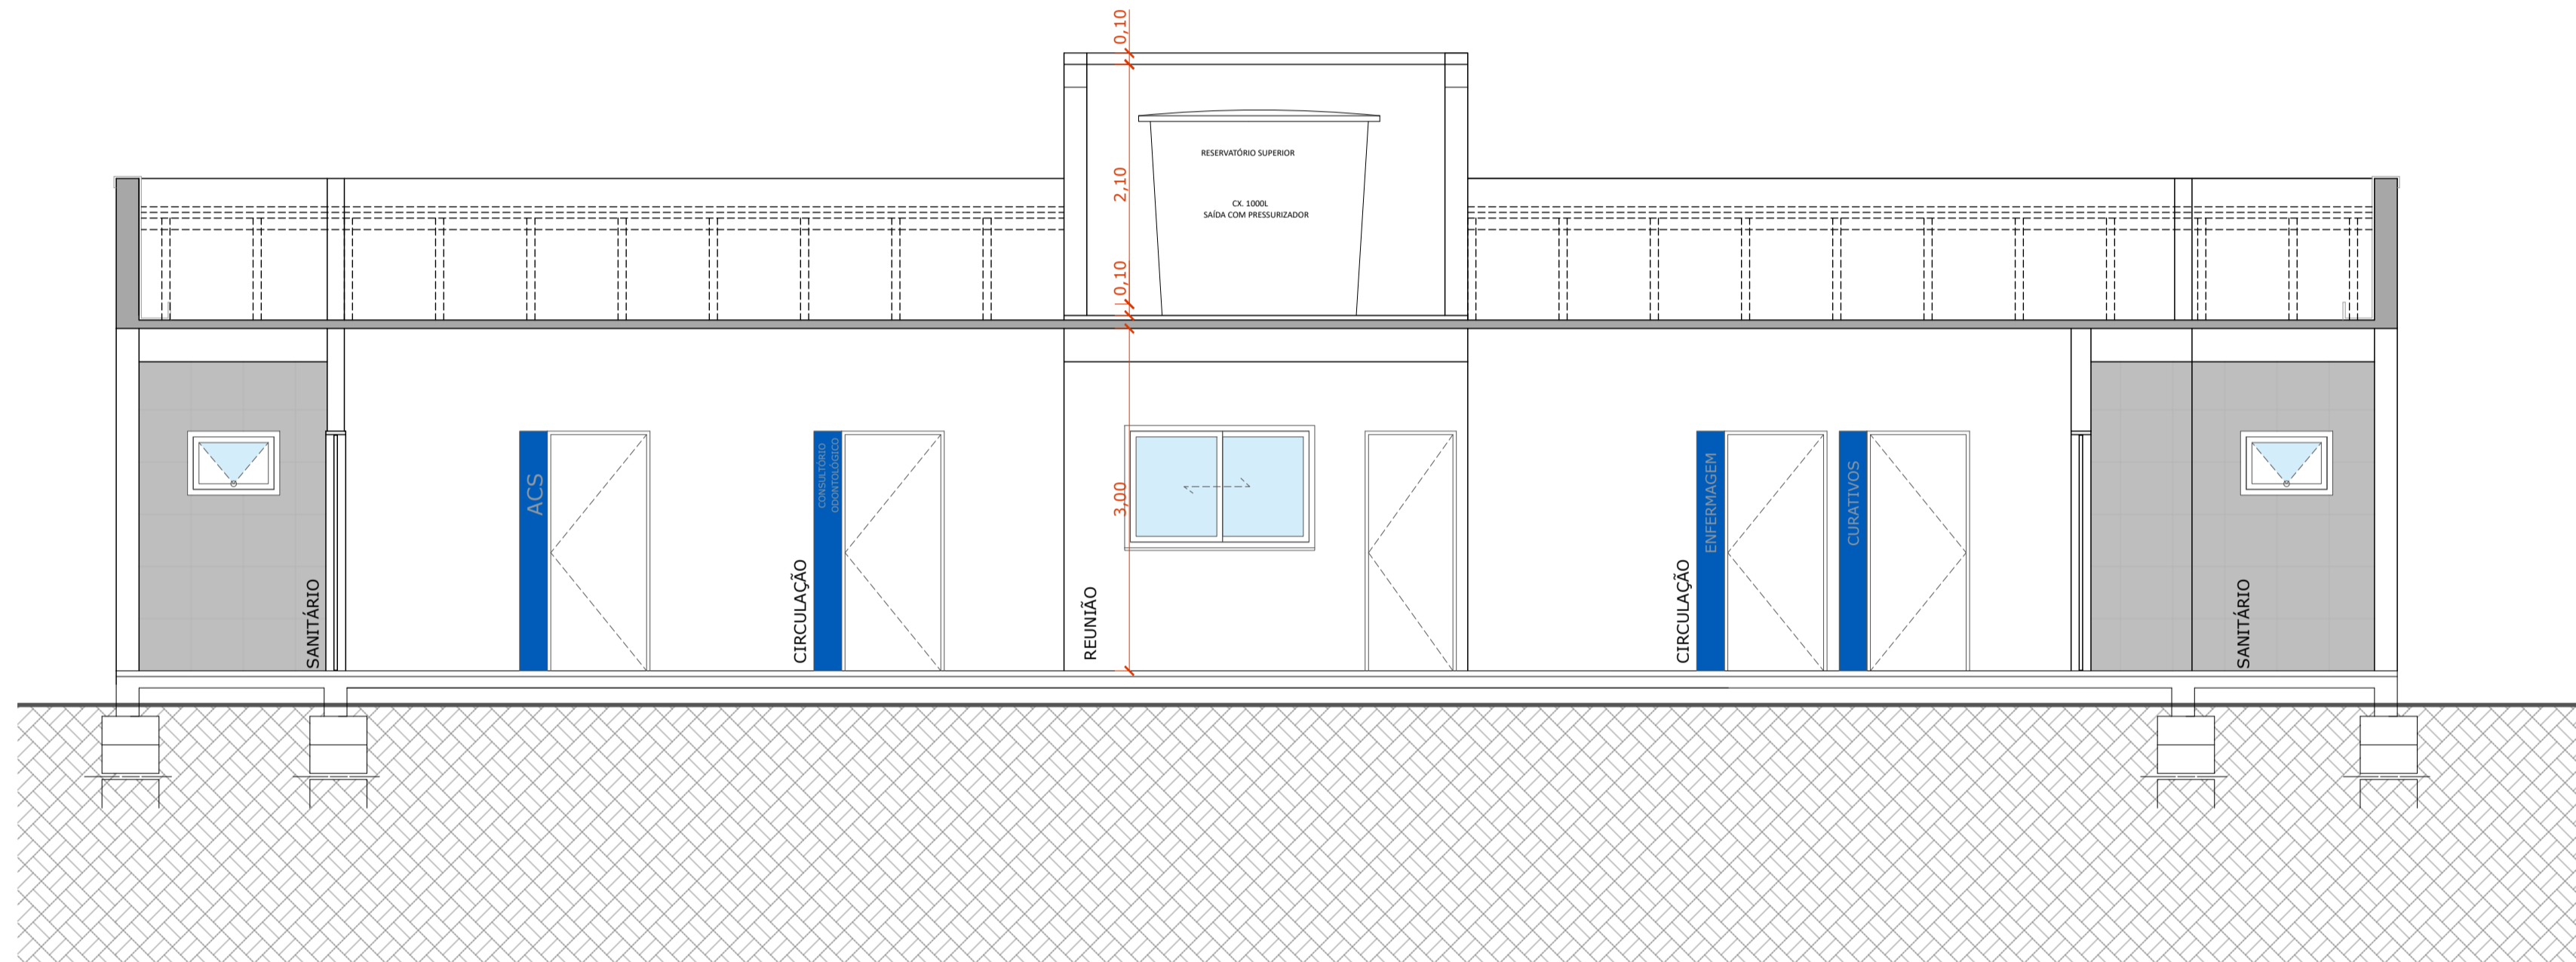 0,10
RESERVATÓRIO SUPERIOR
2,10
CX. 1000L
SAÍDA COM PRESSURIZADOR
0,10
3,00
SANITÁRIO
ACS
CIRCULAÇÃO
CONSULTÓRIO
ODONTOLÓGICO
REUNIÃO
CIRCULAÇÃO
ENFERMAGEM
CURATIVOS
SANITÁRIO